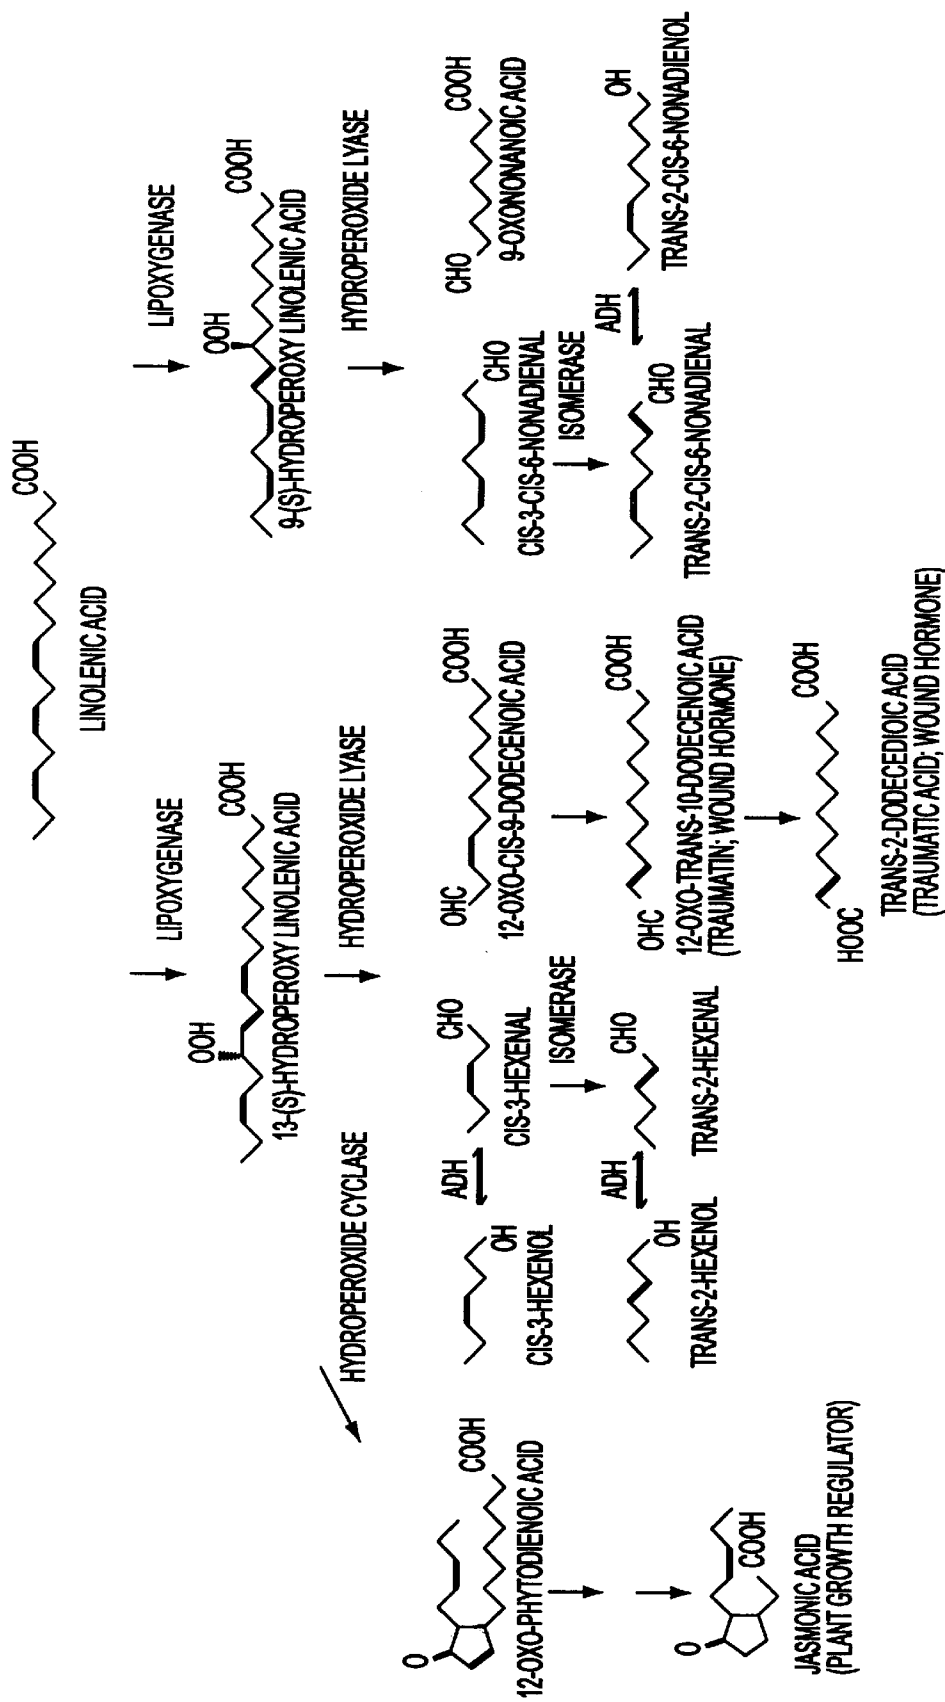 COOH
LINOLENIC ACID
LIPOXYGENASE
LIPOXYGENASE
OOH
COOH
13-(S)-HYDROPEROXY LINOLENIC ACID
OOH
COOH
9-(S)-HYDROPEROXY LINOLENIC ACID
HYDROPEROXIDE CYCLASE
HYDROPEROXIDE LYASE
HYDROPEROXIDE LYASE
O
COOH
12-OXO-PHYTODIENOIC ACID
OH
CIS-3-HEXENOL
ADH
CHO
CIS-3-HEXENAL
OHC
COOH
12-OXO-CIS-9-DODECENOIC ACID
CHO
CIS-3-CIS-6-NONADIENAL
CHO
COOH
9-OXONONANOIC ACID
ISOMERASE
ISOMERASE
O
COOH
JASMONIC ACID
(PLANT GROWTH REGULATOR)
OH
TRANS-2-HEXENOL
ADH
CHO
TRANS-2-HEXENAL
OHC
COOH
12-OXO-TRANS-10-DODECENOIC ACID
(TRAUMATIN; WOUND HORMONE)
CHO
TRANS-2-CIS-6-NONADIENAL
ADH
OH
TRANS-2-CIS-6-NONADIENOL
HOOC
COOH
TRANS-2-DODECEDIOIC ACID
(TRAUMATIC ACID; WOUND HORMONE)